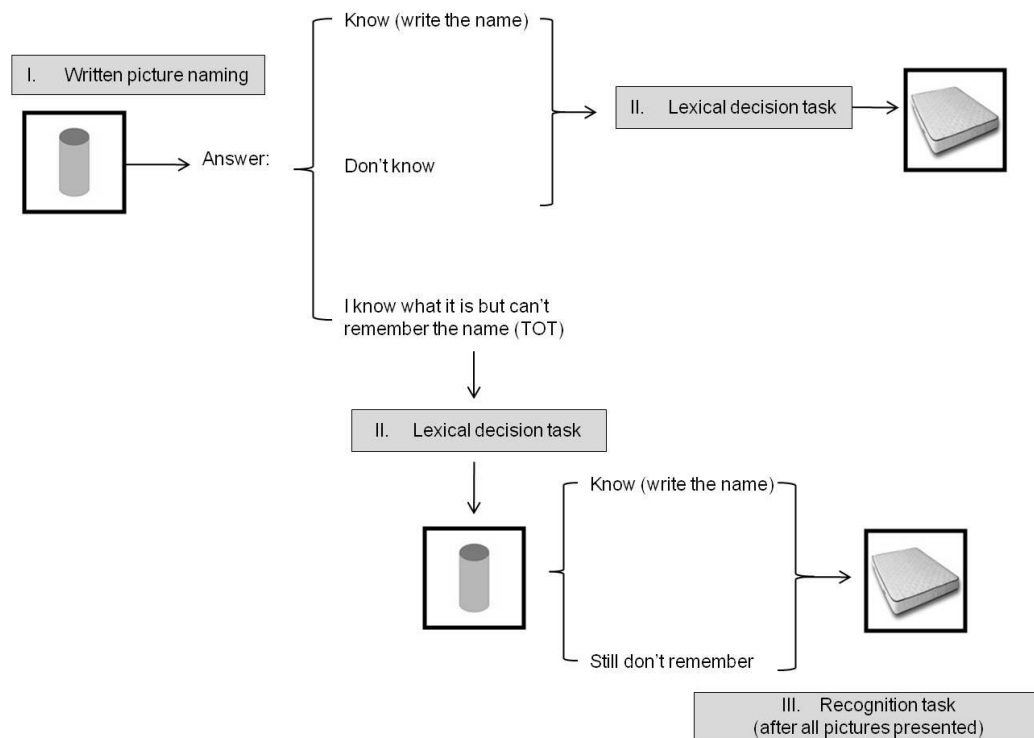 Know (write the name)
I. Written picture naming
II. Lexical decision task
Answer:
Don't know
I know what it is but can't
remember the name (TOT)
II. Lexical decision task
Know (write the name)
Still don't remember
III. Recognition task
(after all pictures presented)